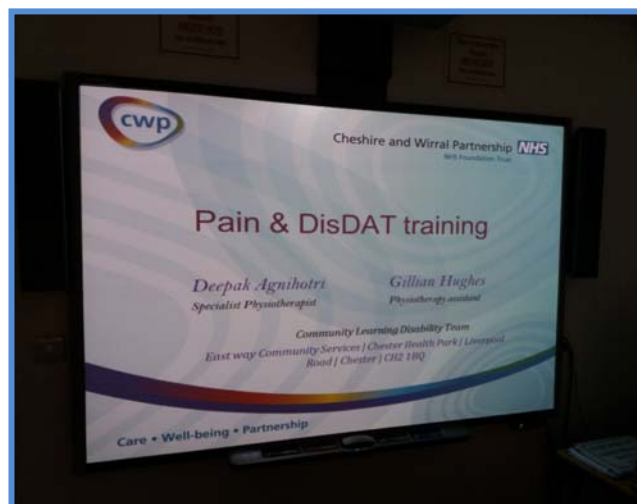 cwp
Cheshire and Wirral Partnership NHS
NHS Foundation Trust
Pain & DisDAT training
Deepak Agnihotri
Specialist Physiotherapist
Gillian Hughes
Physiotherapy assistant
Community Learning Disability Team
East way Community Services | Chester Health Park | Liverpool
Road | Chester | CH2 1BQ
Care • Well-being • Partnership